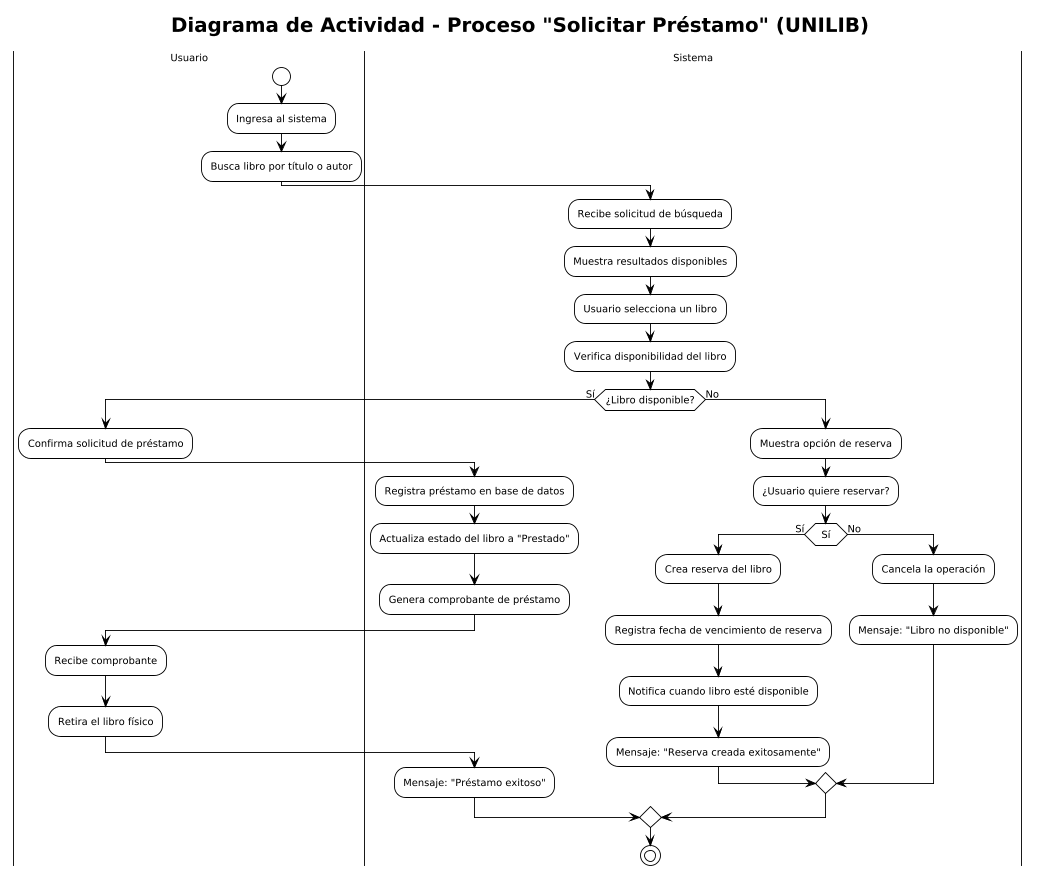 Diagrama de Actividad - Proceso "Solicitar Préstamo" (UNILIB)
Usuario
Sistema
Ingresa al sistema
Busca libro por título o autor
Recibe solicitud de búsqueda
Muestra resultados disponibles
Usuario selecciona un libro
Verifica disponibilidad del libro
Sí
¿Libro disponible?
No
Confirma solicitud de préstamo
Muestra opción de reserva
Registra préstamo en base de datos
¿Usuario quiere reservar?
Actualiza estado del libro a "Prestado"
Sí
Sí
No
Crea reserva del libro
Cancela la operación
Genera comprobante de préstamo
Registra fecha de vencimiento de reserva
Mensaje: "Libro no disponible"
Recibe comprobante
Notifica cuando libro esté disponible
Retira el libro físico
Mensaje: "Reserva creada exitosamente"
Mensaje: "Préstamo exitoso"